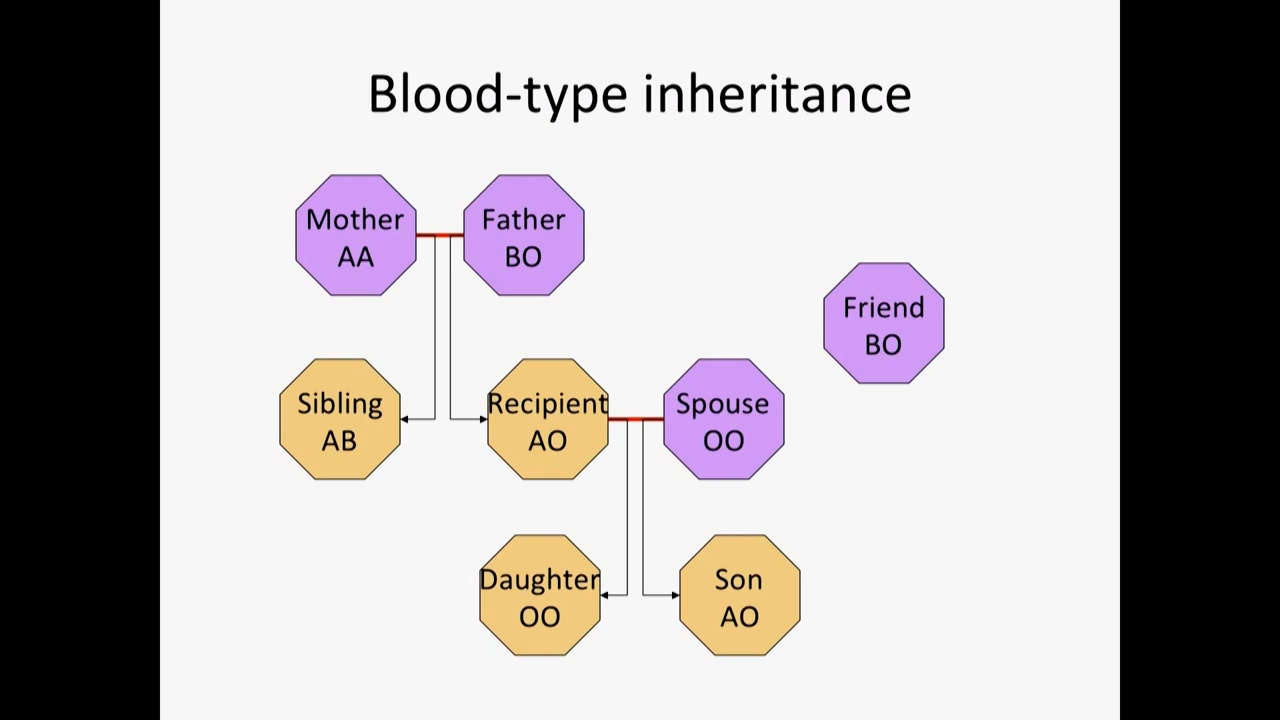 Blood-type inheritance
Mother
AA
Father
BO
Friend
BO
Sibling
AB
Recipient
AO
Spouse
OO
Daughter
OO
Son
AO